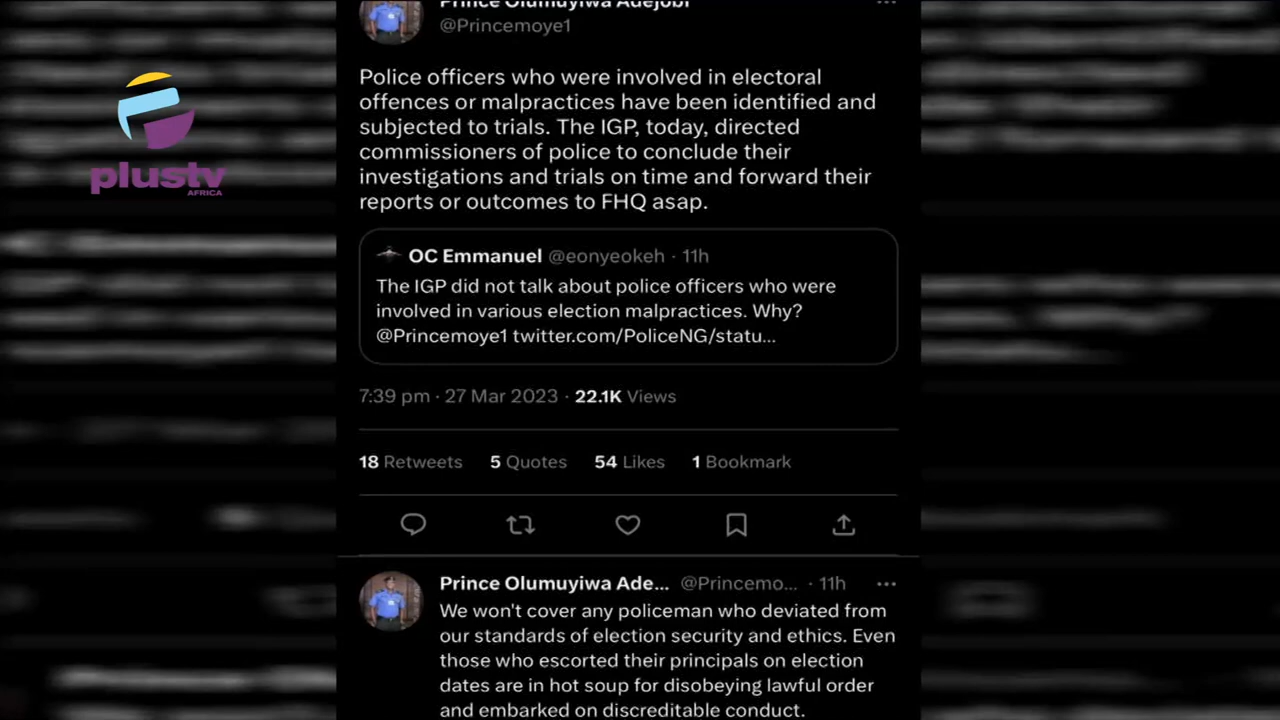 Prince Olumuyiwa Adejobi
@Princemoye1
Police officers who were involved in electoral
offences or malpractices have been identified and
subjected to trials. The IGP, today, directed
commissioners of police to conclude their
investigations and trials on time and forward their
reports or outcomes to FHQ asap.
OC Emmanuel @eonyeokeh · 11h
The IGP did not talk about police officers who were
involved in various election malpractices. Why?
@Princemoye1 twitter.com/PoliceNG/statu...
7:39 pm · 27 Mar 2023 · 22.1K Views
18 Retweets 5 Quotes 54 Likes 1 Bookmark
Prince Olumuyiwa Ade... @Princemo... · 11h
We won't cover any policeman who deviated from
our standards of election security and ethics. Even
those who escorted their principals on election
dates are in hot soup for disobeying lawful order
and embarked on discreditable conduct.
plustv
AFRICA